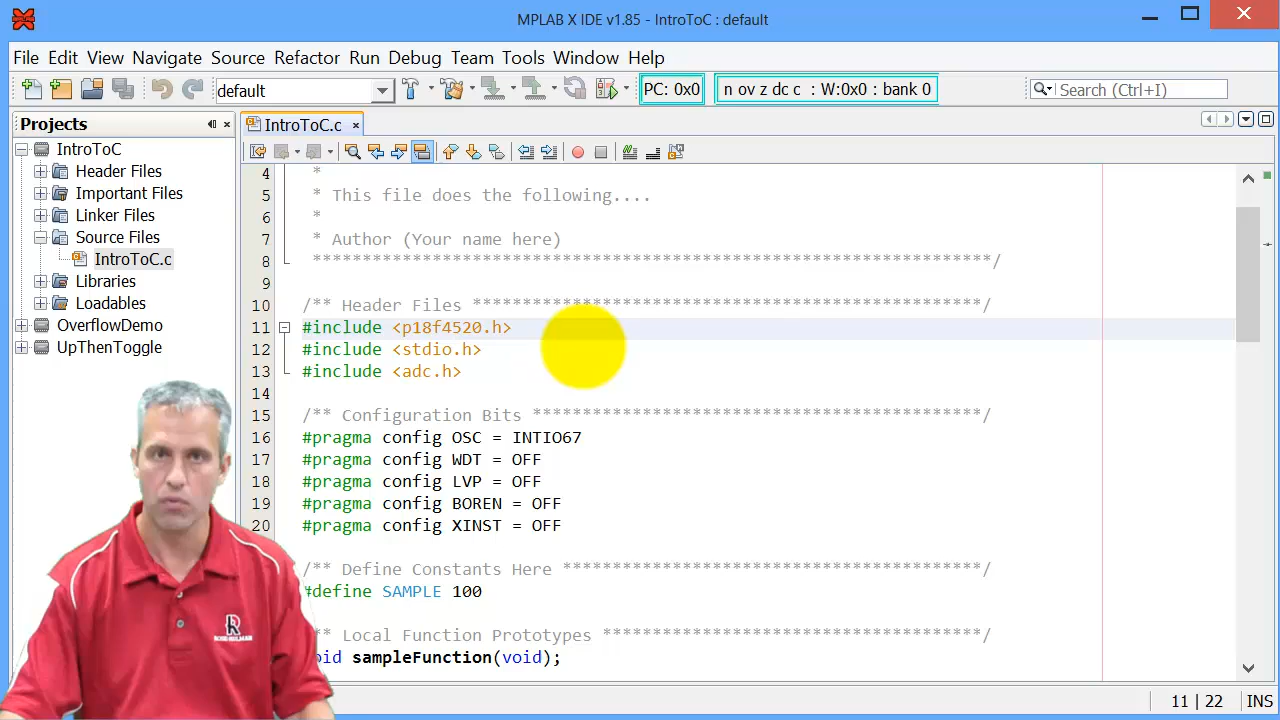 MPLAB X IDE v1.85 - IntroToC : default
File Edit View Navigate Source Refactor Run Debug Team Tools Window Help
default
PC: 0x0
n ov z dc c : W:0x0 : bank 0
Search (Ctrl+I)
Projects
IntroToC
Header Files
Important Files
Linker Files
Source Files
IntroToC.c
Libraries
Loadables
OverflowDemo
UpThenToggle
IntroToC.c
4 *
5 * This file does the following....
6 *
7 * Author (Your name here)
8 ********************************************************************/
9
10 /** Header Files ***************************************************/
11 #include <p18f4520.h>
12 #include <stdio.h>
13 #include <adc.h>
14
15 /** Configuration Bits *********************************************/
16 #pragma config OSC = INTIO67
17 #pragma config WDT = OFF
18 #pragma config LVP = OFF
19 #pragma config BOREN = OFF
20 #pragma config XINST = OFF
/** Define Constants Here ******************************************/
#define SAMPLE 100
** Local Function Prototypes **************************************/
oid sampleFunction(void);
11 | 22
INS